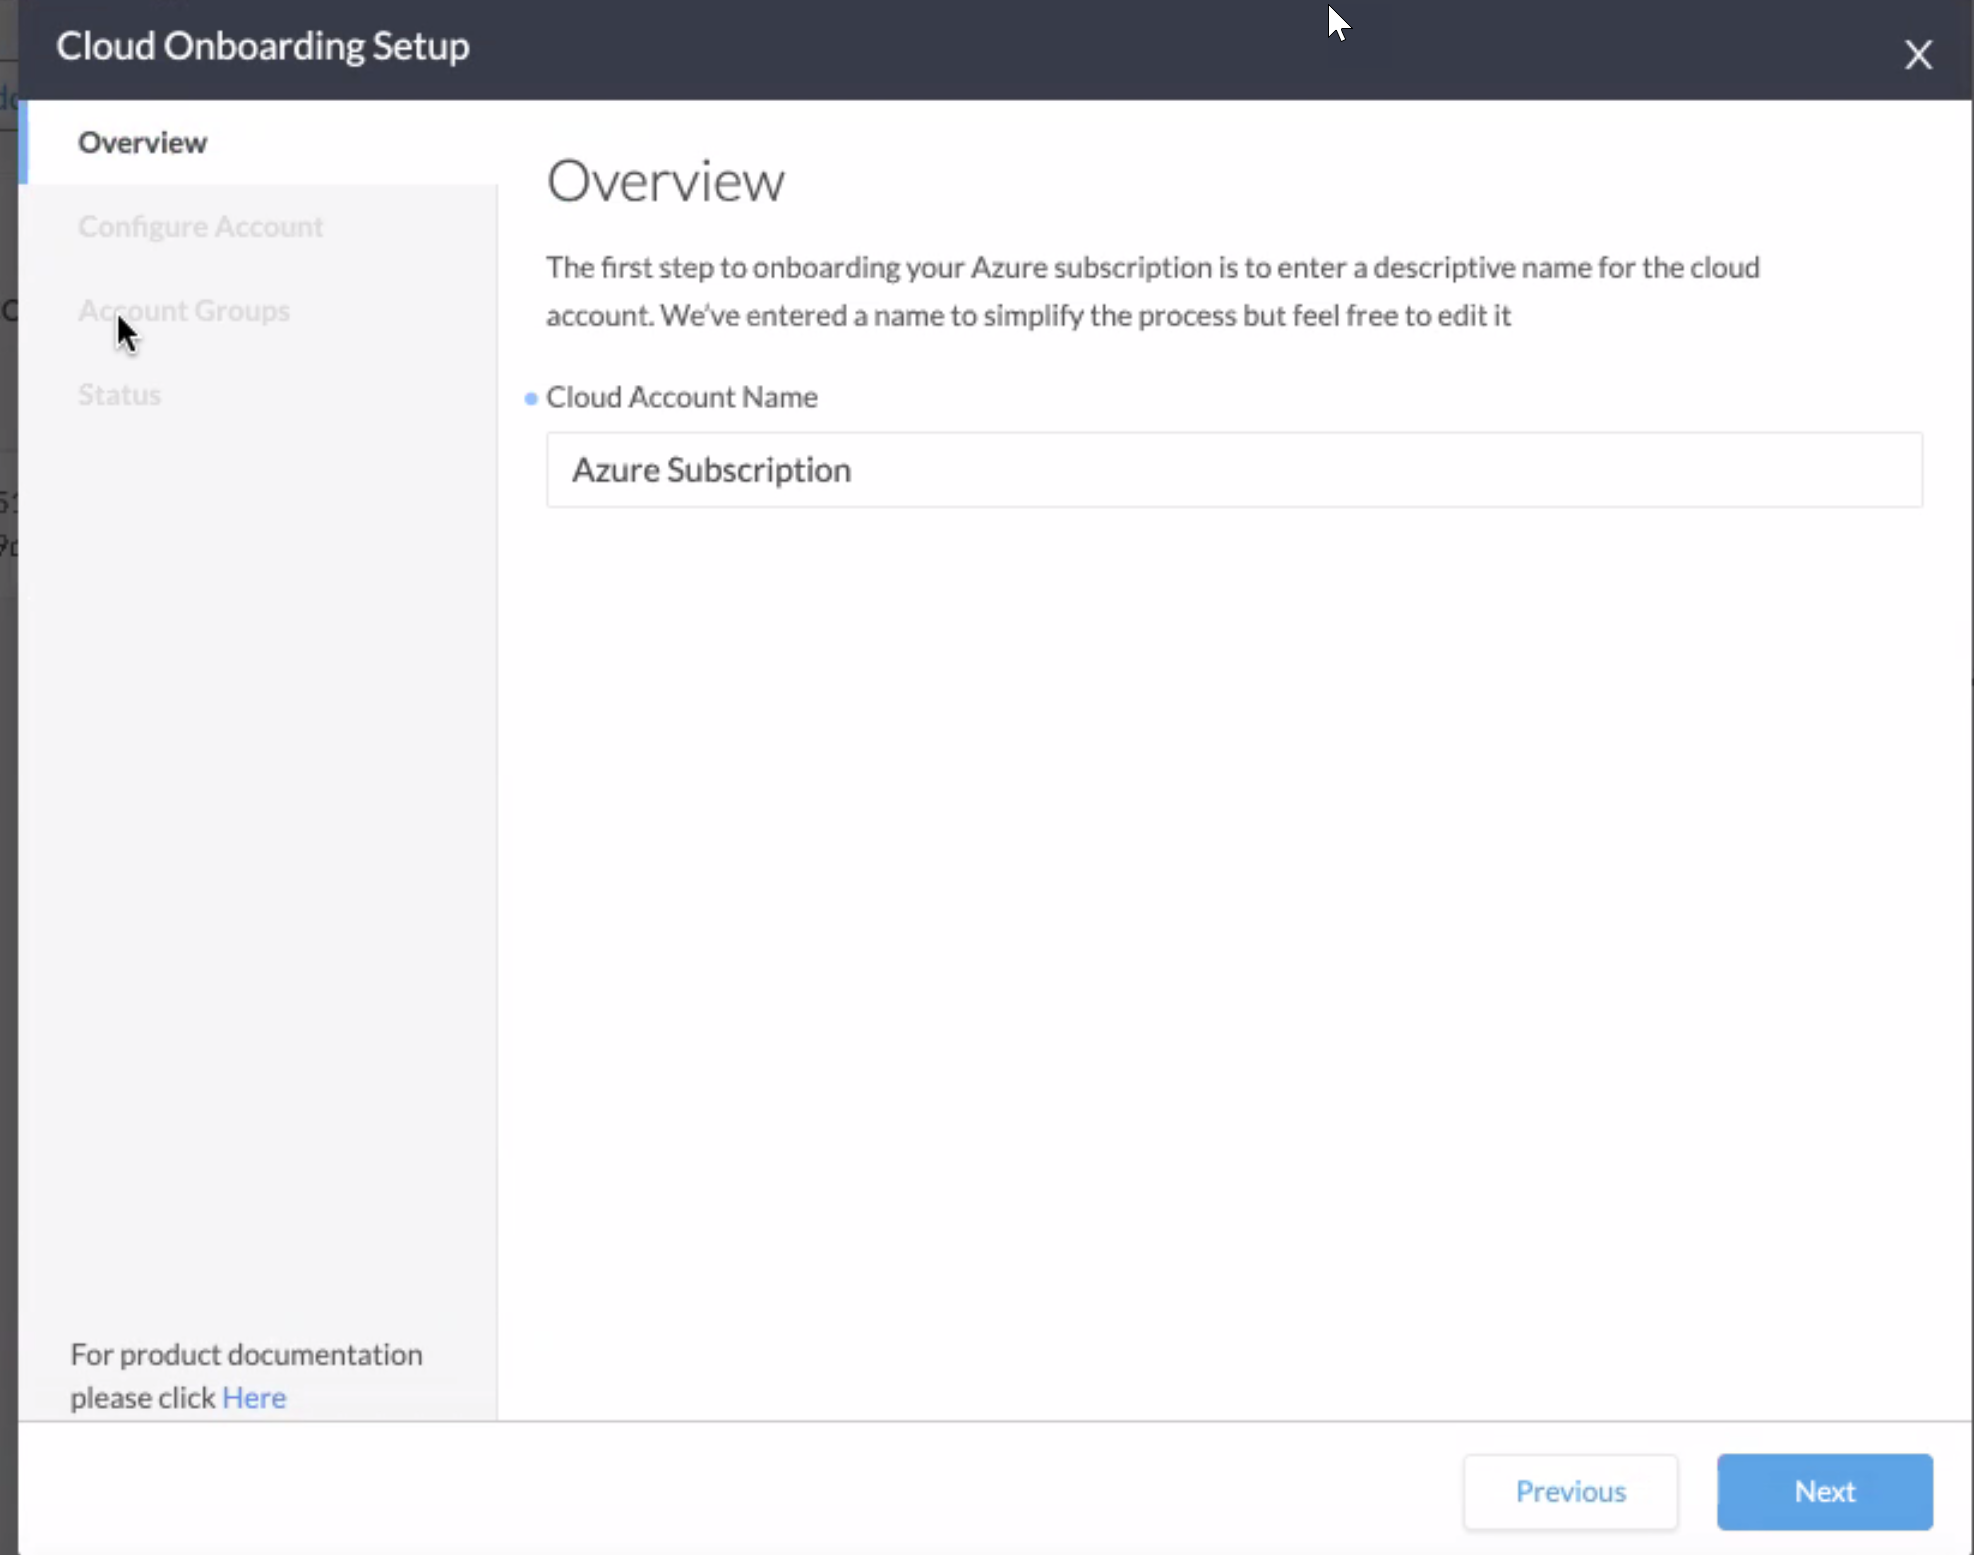 Cloud Onboarding Setup
X
Overview
Configure Account
Account Groups
Status
For product documentation
please click Here
Overview
The first step to onboarding your Azure subscription is to enter a descriptive name for the cloud
account. We've entered a name to simplify the process but feel free to edit it
Cloud Account Name
Azure Subscription
Previous
Next